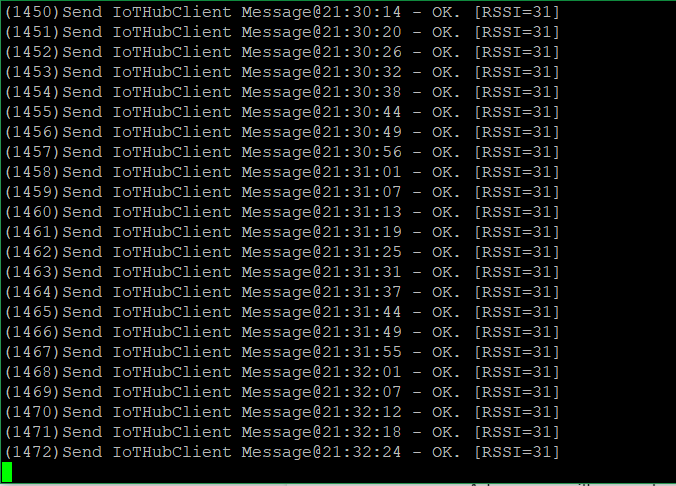 (1450)Send IoTHubClient Message@21:30:14 - OK. [RSSI=31]
(1451)Send IoTHubClient Message@21:30:20 - OK. [RSSI=31]
(1452)Send IoTHubClient Message@21:30:26 - OK. [RSSI=31]
(1453)Send IoTHubClient Message@21:30:32 - OK. [RSSI=31]
(1454)Send IoTHubClient Message@21:30:38 - OK. [RSSI=31]
(1455)Send IoTHubClient Message@21:30:44 - OK. [RSSI=31]
(1456)Send IoTHubClient Message@21:30:49 - OK. [RSSI=31]
(1457)Send IoTHubClient Message@21:30:56 - OK. [RSSI=31]
(1458)Send IoTHubClient Message@21:31:01 - OK. [RSSI=31]
(1459)Send IoTHubClient Message@21:31:07 - OK. [RSSI=31]
(1460)Send IoTHubClient Message@21:31:13 - OK. [RSSI=31]
(1461)Send IoTHubClient Message@21:31:19 - OK. [RSSI=31]
(1462)Send IoTHubClient Message@21:31:25 - OK. [RSSI=31]
(1463)Send IoTHubClient Message@21:31:31 - OK. [RSSI=31]
(1464)Send IoTHubClient Message@21:31:37 - OK. [RSSI=31]
(1465)Send IoTHubClient Message@21:31:44 - OK. [RSSI=31]
(1466)Send IoTHubClient Message@21:31:49 - OK. [RSSI=31]
(1467)Send IoTHubClient Message@21:31:55 - OK. [RSSI=31]
(1468)Send IoTHubClient Message@21:32:01 - OK. [RSSI=31]
(1469)Send IoTHubClient Message@21:32:07 - OK. [RSSI=31]
(1470)Send IoTHubClient Message@21:32:12 - OK. [RSSI=31]
(1471)Send IoTHubClient Message@21:32:18 - OK. [RSSI=31]
(1472)Send IoTHubClient Message@21:32:24 - OK. [RSSI=31]